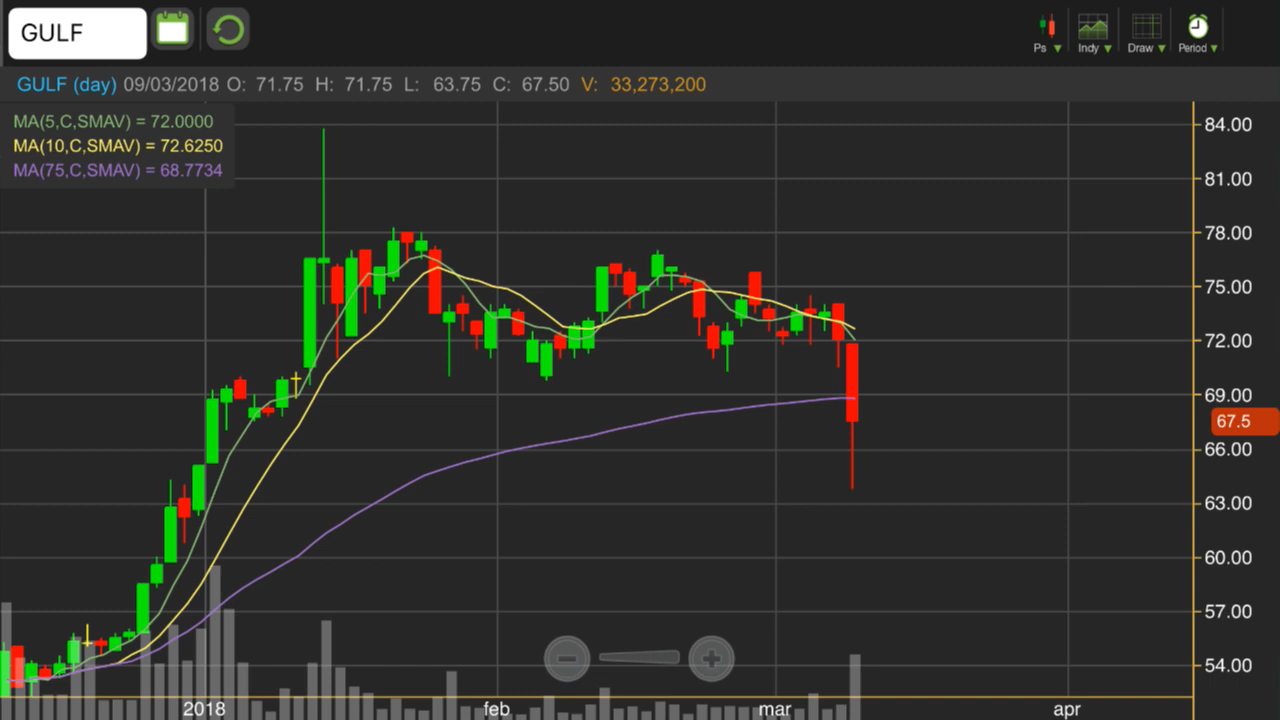 GULF
Ps Indy Draw Period
GULF (day) 09/03/2018 O: 71.75 H: 71.75 L: 63.75 C: 67.50 V: 33,273,200
MA(5,C,SMAV) = 72.0000
MA(10,C,SMAV) = 72.6250
MA(75,C,SMAV) = 68.7734
84.00
81.00
78.00
75.00
72.00
69.00
67.5
66.00
63.00
60.00
57.00
54.00
2018 feb mar apr